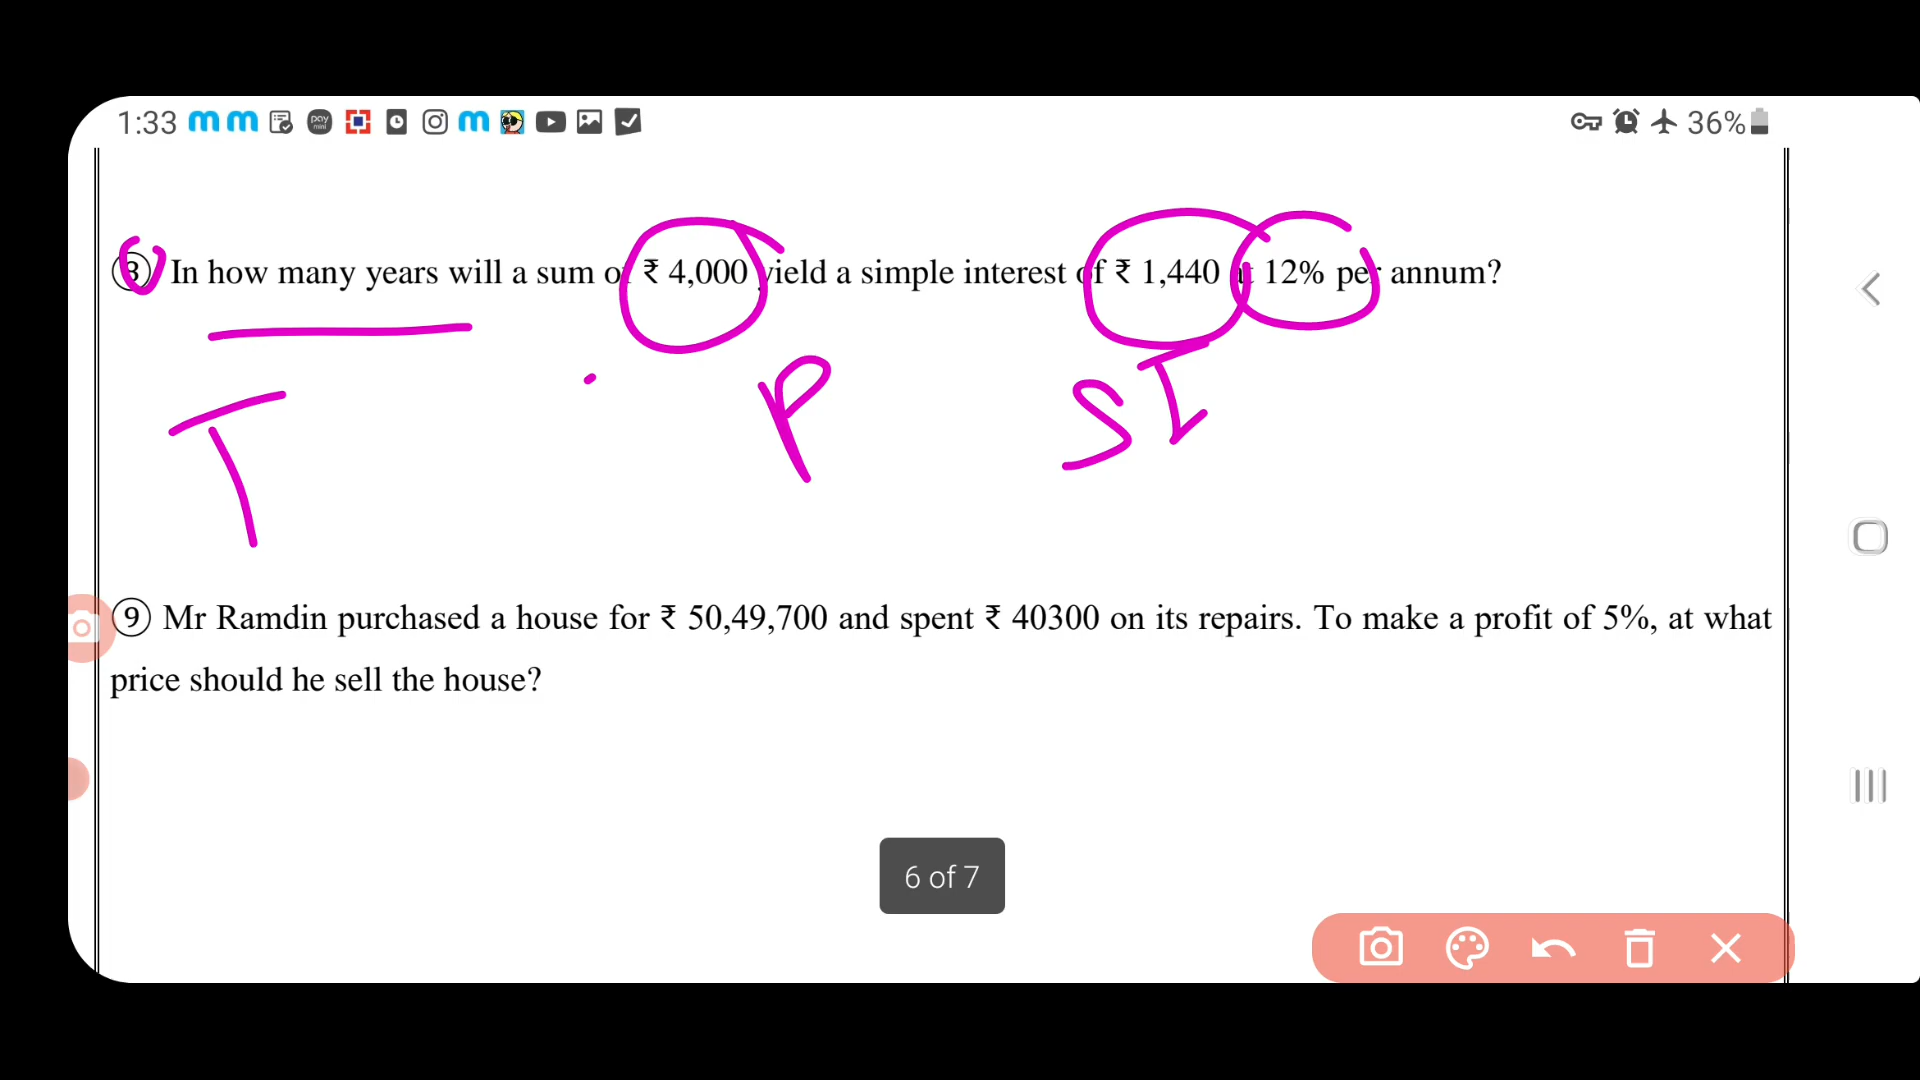 1:33 pay mini 36%
⑧ In how many years will a sum of ₹ 4,000 yield a simple interest of ₹ 1,440 at 12% per annum?
T P SI
⑨ Mr Ramdin purchased a house for ₹ 50,49,700 and spent ₹ 40300 on its repairs. To make a profit of 5%, at what
price should he sell the house?
6 of 7